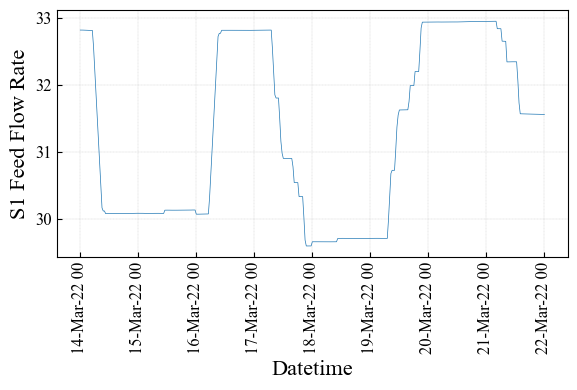 33
32
31
30
S1 Feed Flow Rate
14-Mar-22 00
15-Mar-22 00
16-Mar-22 00
17-Mar-22 00
18-Mar-22 00
19-Mar-22 00
20-Mar-22 00
21-Mar-22 00
22-Mar-22 00
Datetime